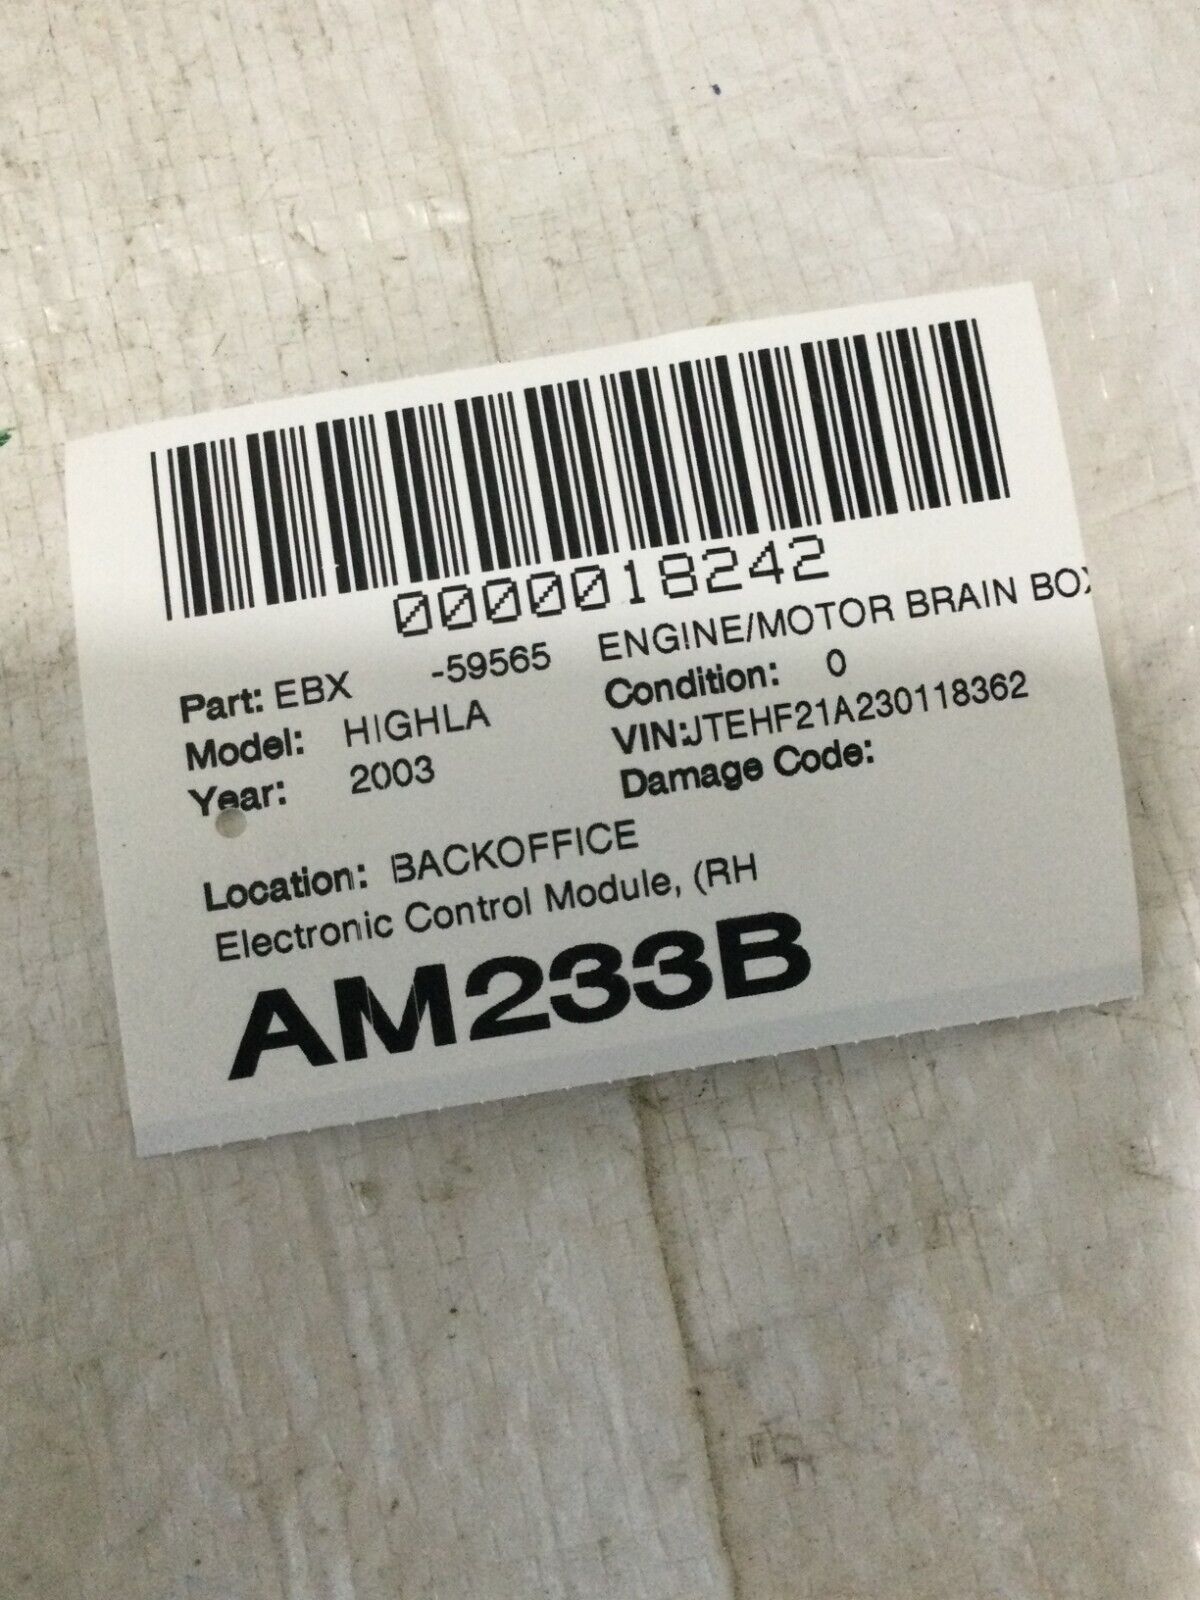 0000018242
Part: EBX -59565 ENGINE/MOTOR BRAIN BOX
Model: HIGHLA Condition: 0
Year: 2003 VIN:JTEHF21A230118362
Damage Code:
Location: BACKOFFICE
Electronic Control Module, (RH
AM233B